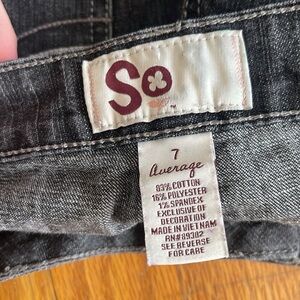 So
7
Average
83% COTTON
16% POLYESTER
1% SPANDEX
EXCLUSIVE OF
DECORATION
MADE IN VIETNAM
RN#89302
SEE REVERSE
FOR CARE